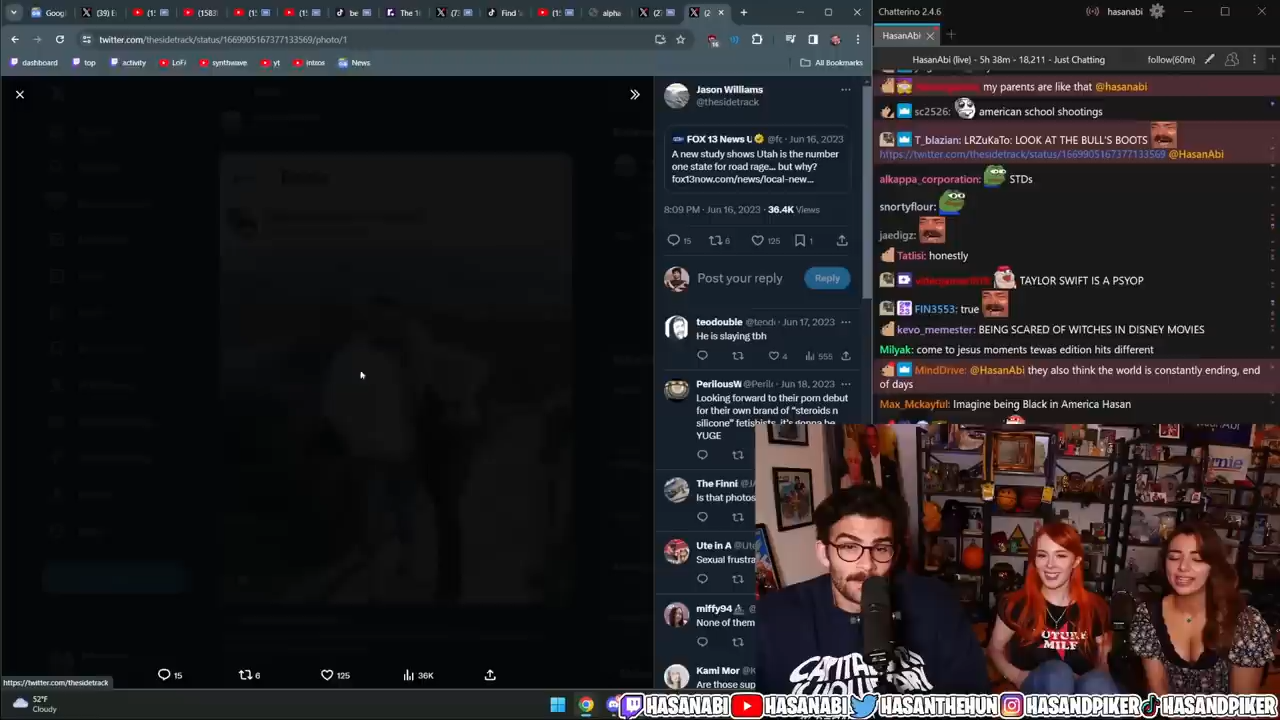 Chatterino 2.4.6
hasanabi
twitter.com/thesidetrack/status/1669905167377133569/photo/1
HasanAbi
dashboard
top
activity
LoFi
synthwave
yt
intxos
News
All Bookmarks
HasanAbi (live) - 5h 38m - 18,211 - Just Chatting
follow(60m)
Jason Williams
@thesidetrack
FOX 13 News U
Jun 16, 2023
A new study shows Utah is the number
one state for road rage... but why?
fox13now.com/news/local-new...
8:09 PM · Jun 16, 2023 · 36.4K Views
15
6
125
1
Post your reply
Reply
teodouble @teod · Jun 17, 2023
He is slaying tbh
4
555
PerilousW @Peril · Jun 18, 2023
Looking forward to their porn debut
for their own brand of "steroids n
silicone" fetishists, it's gonna be
YUGE
The Finni
Is that photos
Ute in A
Sexual frustra
miffy94
None of them
Kami Mor
Are those sup
15
6
125
36K
https://twitter.com/thesidetrack
my parents are like that @hasanabi
sc2526: american school shootings
T_blazian: LRZuKaTo: LOOK AT THE BULL'S BOOTS
https://twitter.com/thesidetrack/status/1669905167377133569 @HasanAbi
alkappa_corporation: STDs
snortyflour:
jaedigz:
Tatlisi: honestly
TAYLOR SWIFT IS A PSYOP
FIN3553: true
kevo_memester: BEING SCARED OF WITCHES IN DISNEY MOVIES
Milyak: come to jesus moments tewas edition hits different
MindDrive: @HasanAbi they also think the world is constantly ending, end
of days
Max_Mckayful: Imagine being Black in America Hasan
FUTURE
MILF
52°F
Cloudy
HASANABI
HASANABI
HASANTHEHUN
HASANDPIKER
HASANDPIKER